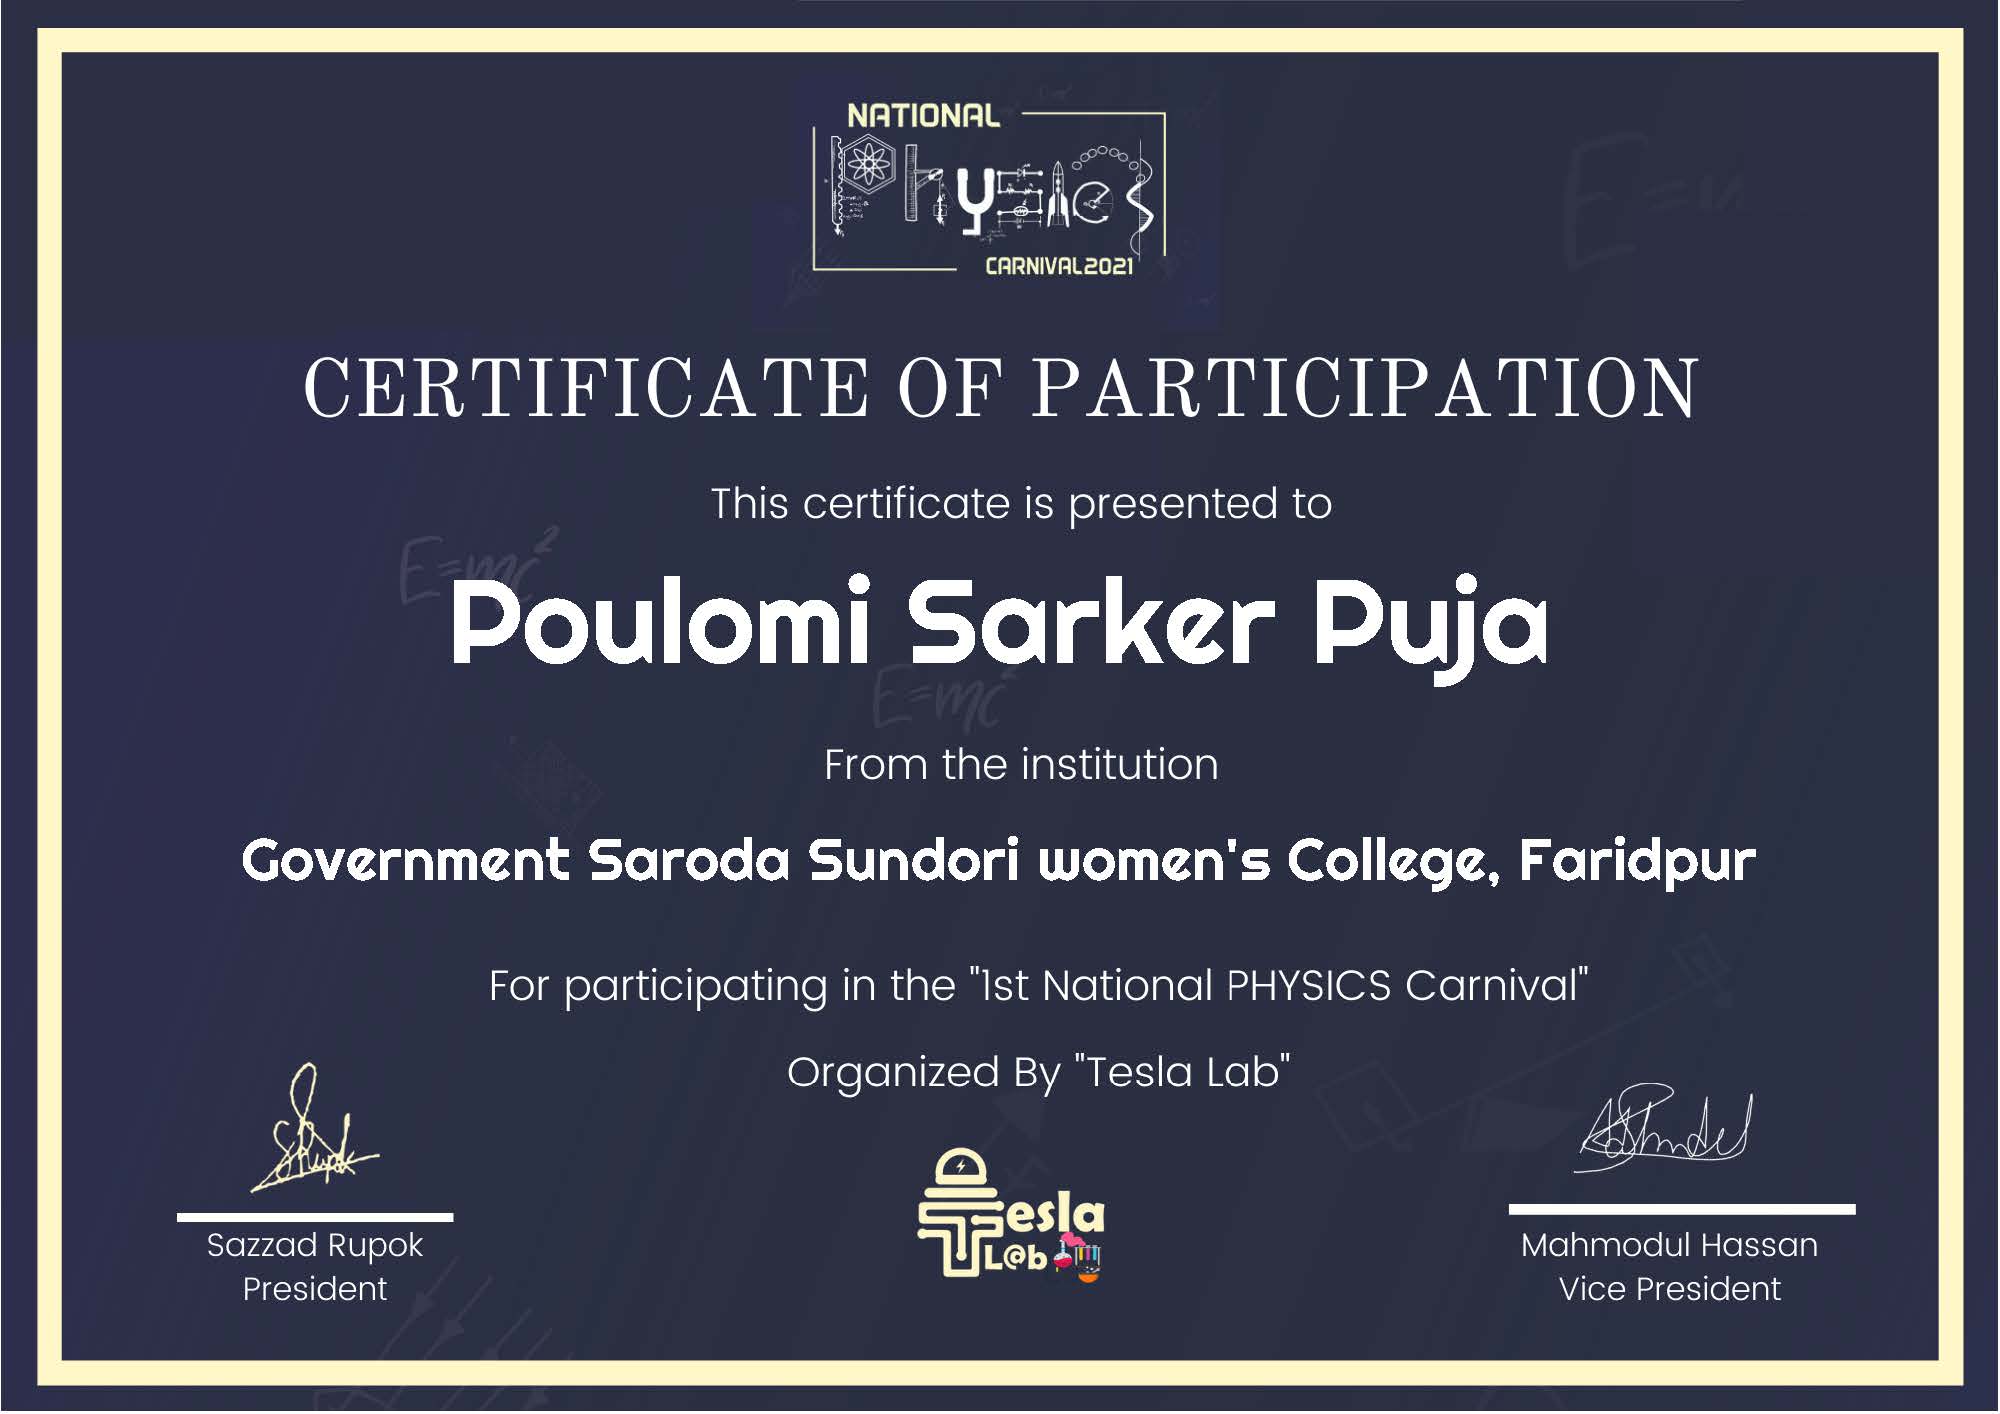 NATIONAL
Physics
CARNIVAL2021
CERTIFICATE OF PARTICIPATION
This certificate is presented to
E=mc²
Poulomi Sarker Puja
E=mc²
From the institution
Government Saroda Sundori women's College, Faridpur
For participating in the "1st National PHYSICS Carnival"
Organized By "Tesla Lab"
Tesla
L@b
Sazzad Rupok
President
Mahmodul Hassan
Vice President